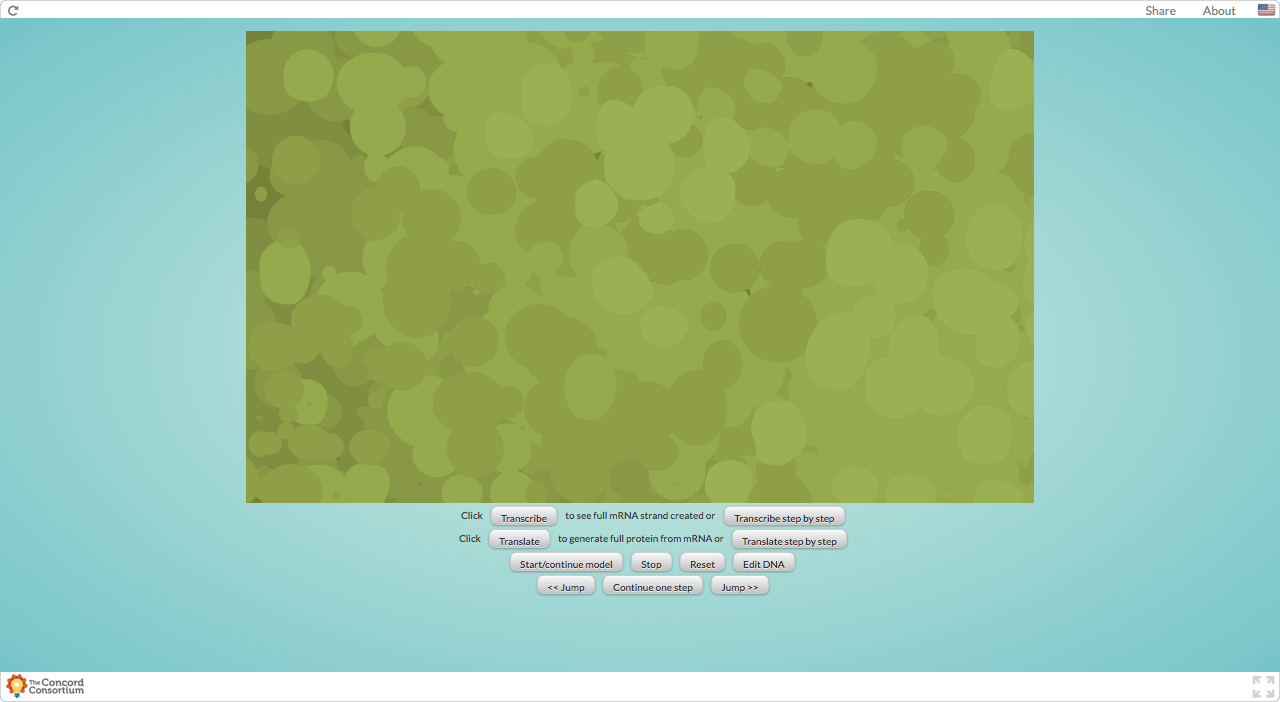 Share About
Click Transcribe to see full mRNA strand created or Transcribe step by step
Click Translate to generate full protein from mRNA or Translate step by step
Start/continue model Stop Reset Edit DNA
<< Jump Continue one step Jump >>
The Concord
Consortium